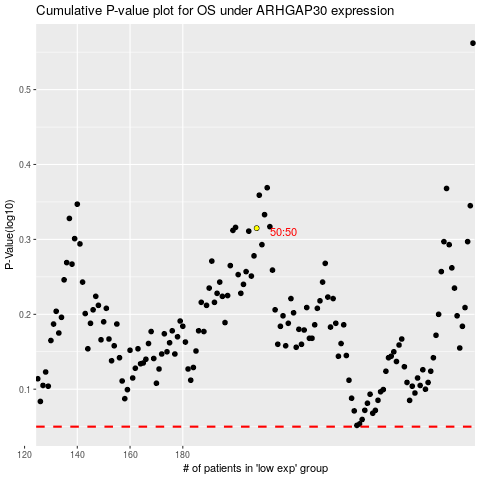 Cumulative P-value plot for OS under ARHGAP30 expression
P-Value(log10)
0.5
0.4
0.3
0.2
0.1
50:50
120 140 160 180
# of patients in 'low exp' group